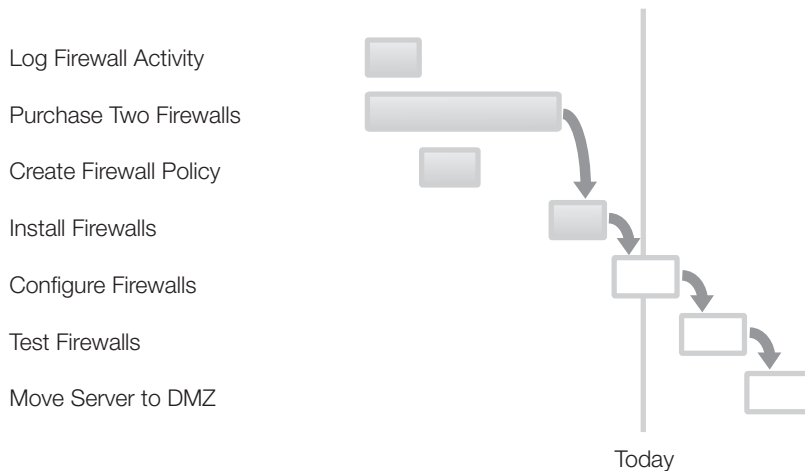 Log Firewall Activity
Purchase Two Firewalls
Create Firewall Policy
Install Firewalls
Configure Firewalls
Test Firewalls
Move Server to DMZ
Today